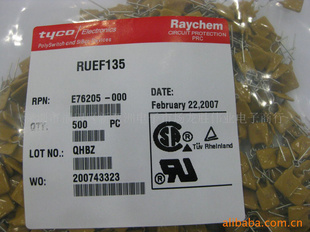 tyco Electronics
PolySwitch and SiBar Devices
Raychem
CIRCUIT PROTECTION
PRC
RUEF135
RPN: E76205-000
QTY. 500 PC
LOT NO.: QHBZ
WO: 200743323
DATE:
February 22,2007
TÜV Rheinland
alibaba.com.cn